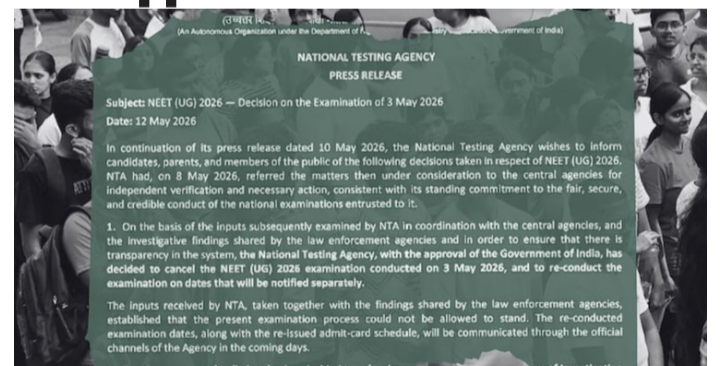 (उच्चतर
(An Autonomous Organization under the Department of Government of India)
NATIONAL TESTING AGENCY
PRESS RELEASE
Subject: NEET (UG) 2026 — Decision on the Examination of 3 May 2026
Date: 12 May 2026
In continuation of its press release dated 10 May 2026, the National Testing Agency wishes to inform
candidates, parents, and members of the public of the following decisions taken in respect of NEET (UG) 2026.
NTA had, on 8 May 2026, referred the matters then under consideration to the central agencies for
independent verification and necessary action, consistent with its standing commitment to the fair, secure,
and credible conduct of the national examinations entrusted to it.
1. On the basis of the inputs subsequently examined by NTA in coordination with the central agencies, and
the investigative findings shared by the law enforcement agencies and in order to ensure that there is
transparency in the system, the National Testing Agency, with the approval of the Government of India, has
decided to cancel the NEET (UG) 2026 examination conducted on 3 May 2026, and to re-conduct the
examination on dates that will be notified separately.
The inputs received by NTA, taken together with the findings shared by the law enforcement agencies,
established that the present examination process could not be allowed to stand. The re-conducted
examination dates, along with the re-issued admit-card schedule, will be communicated through the official
channels of the Agency in the coming days.